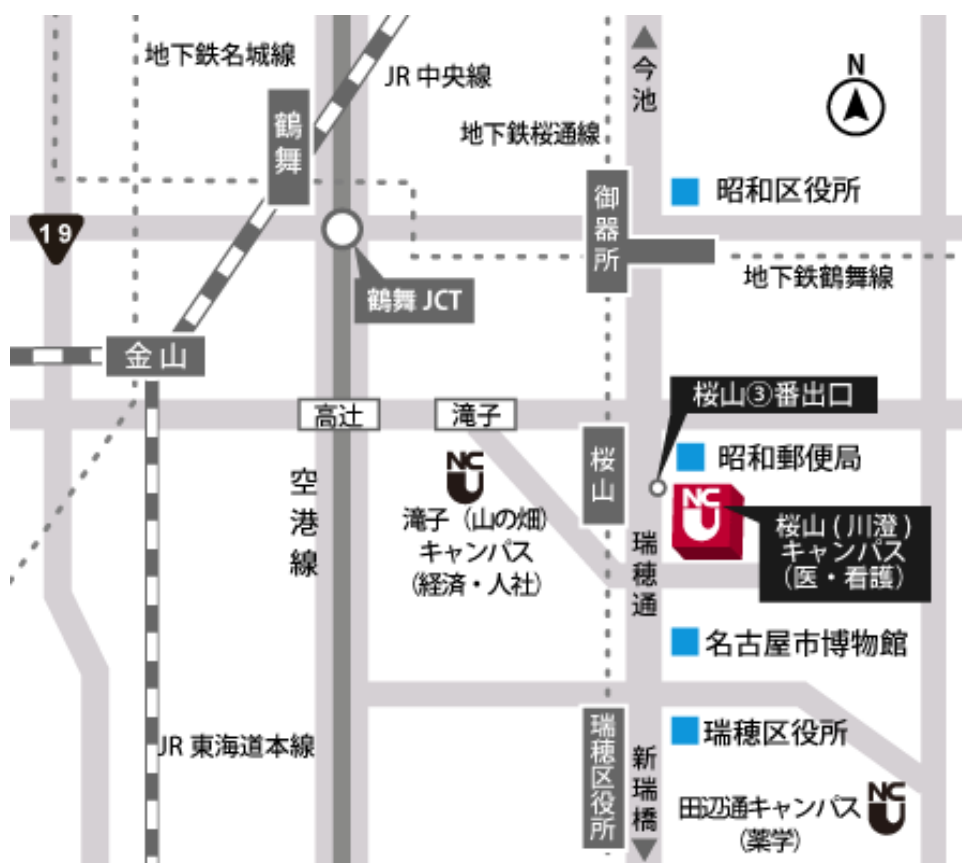 地下鉄名城線
JR 中央線
▲今池
N
鶴舞
地下鉄桜通線
昭和区役所
19
御器所
地下鉄鶴舞線
鶴舞 JCT
金山
桜山③番出口
高辻
滝子
桜山
昭和郵便局
NCU
滝子(山の畑)
キャンパス
(経済・人社)
空港線
NCU
桜山(川澄)
キャンパス
(医・看護)
瑞穂通
名古屋市博物館
JR 東海道本線
瑞穂区役所
瑞穂区役所
新瑞橋▼
田辺通キャンパス
(薬学)
NCU